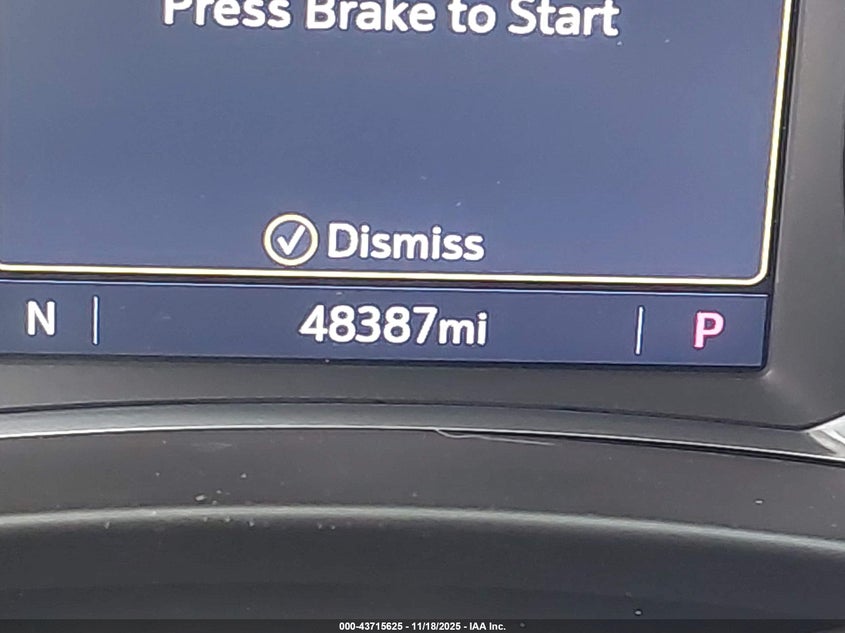 Press Brake to Start
Dismiss
N | 48387mi | P
000-43715625 - 11/18/2025 - IAA Inc.